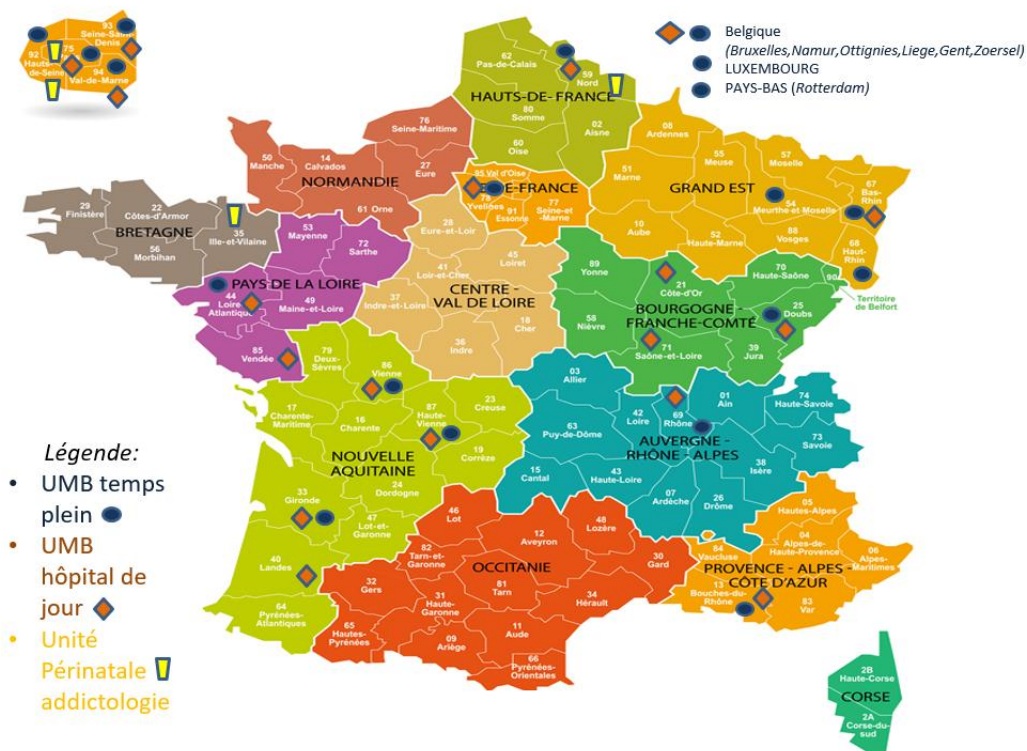 93
Seine-Saint-
Denis
92
Hauts-
de-Seine
75
94
Val-de-Marne
Belgique
(Bruxelles,Namur,Ottignies,Liege,Gent,Zoersel)
LUXEMBOURG
PAYS-BAS (Rotterdam)
62
Pas-de-Calais
59
Nord
HAUTS-DE-FRANCE
80
Somme
02
Aisne
60
Oise
76
Seine-Maritime
27
Eure
14
Calvados
50
Manche
NORMANDIE
61 Orne
95 Val d'Oise
DE-FRANCE
78
Yvelines
91
Essonne
77
Seine-et
-Marne
08
Ardennes
51
Marne
55
Meuse
57
Moselle
GRAND EST
54
Meurthe-et-Moselle
67
Bas-
Rhin
10
Aube
52
Haute-Marne
88
Vosges
68
Haut-
Rhin
29
Finistère
22
Côtes-d'Armor
BRETAGNE
35
Ille-et-Vilaine
56
Morbihan
53
Mayenne
72
Sarthe
PAYS DE LA LOIRE
44
Loire
Atlantique
49
Maine-et-Loire
85
Vendée
28
Eure-et-Loir
45
Loiret
41
Loir-et-Cher
CENTRE -
VAL DE LOIRE
37
Indre-et-Loire
18
Cher
36
Indre
89
Yonne
21
Côte-d'Or
70
Haute-Saône
90
Territoire
de Belfort
BOURGOGNE -
FRANCHE-COMTÉ
58
Nièvre
25
Doubs
71
Saône-et-Loire
39
Jura
79
Deux-
Sèvres
86
Vienne
87
Haute-
Vienne
23
Creuse
17
Charente-
Maritime
16
Charente
19
Corrèze
NOUVELLE
AQUITAINE
24
Dordogne
33
Gironde
47
Lot-et-
Garonne
40
Landes
64
Pyrénées-
Atlantiques
03
Allier
01
Ain
74
Haute-Savoie
42
Loire
69
Rhône
63
Puy-de-Dôme
AUVERGNE -
RHÔNE - ALPES
73
Savoie
38
Isère
15
Cantal
43
Haute-Loire
07
Ardèche
26
Drôme
46
Lot
12
Aveyron
48
Lozère
30
Gard
82
Tarn-et-
Garonne
OCCITANIE
32
Gers
81
Tarn
31
Haute-
Garonne
34
Hérault
65
Hautes-
Pyrénées
09
Ariège
11
Aude
66
Pyrénées-
Orientales
05
Hautes-Alpes
04
Alpes-de-
Haute-Provence
06
Alpes-
Maritimes
84
Vaucluse
PROVENCE - ALPES -
CÔTE D'AZUR
13
Bouches-du-
Rhône
83
Var
2B
Haute-Corse
CORSE
2A
Corse-du-
sud
Légende:
• UMB temps
plein
• UMB
hôpital de
jour
• Unité
Périnatale
addictologie